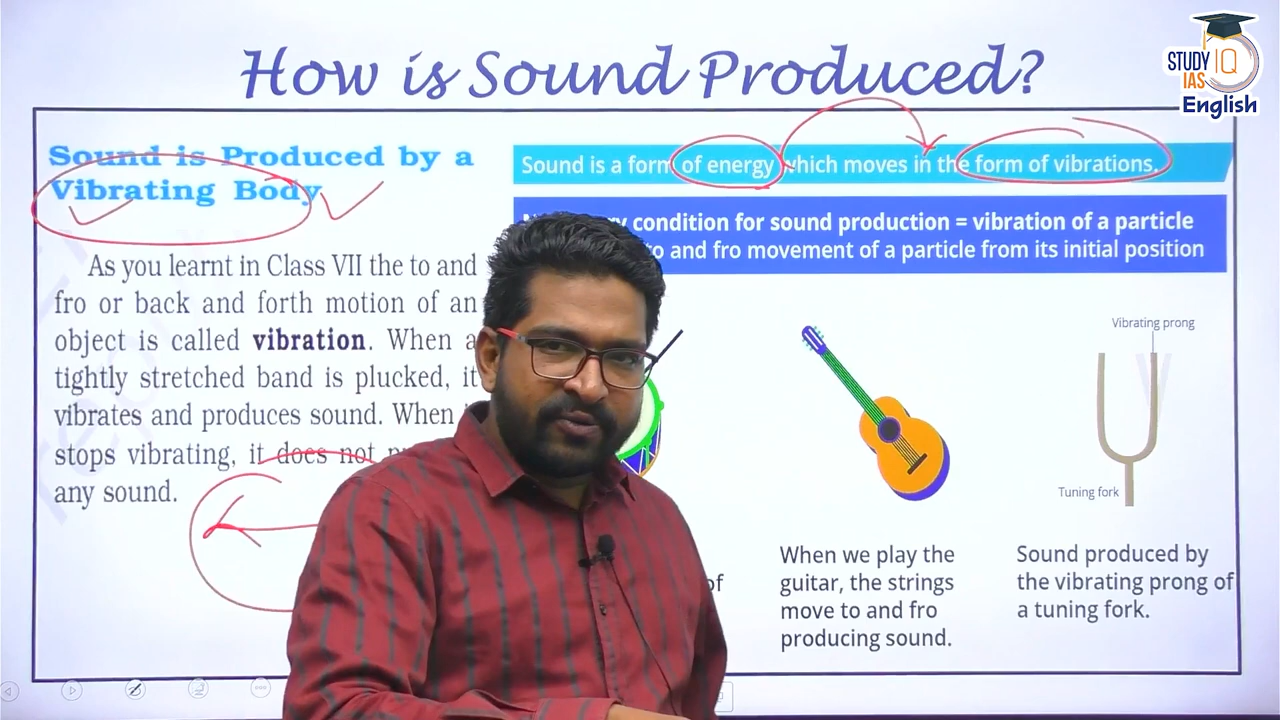 How is Sound Produced?
STUDY IQ
IAS
English
Sound is Produced by a
Vibrating Body
As you learnt in Class VII the to and
fro or back and forth motion of an
object is called vibration. When a
tightly stretched band is plucked, it
vibrates and produces sound. When
stops vibrating, it does not
any sound.
Sound is a form of energy which moves in the form of vibrations.
condition for sound production = vibration of a particle
to and fro movement of a particle from its initial position
of
When we play the
guitar, the strings
move to and fro
producing sound.
Vibrating prong
Tuning fork
Sound produced by
the vibrating prong of
a tuning fork.